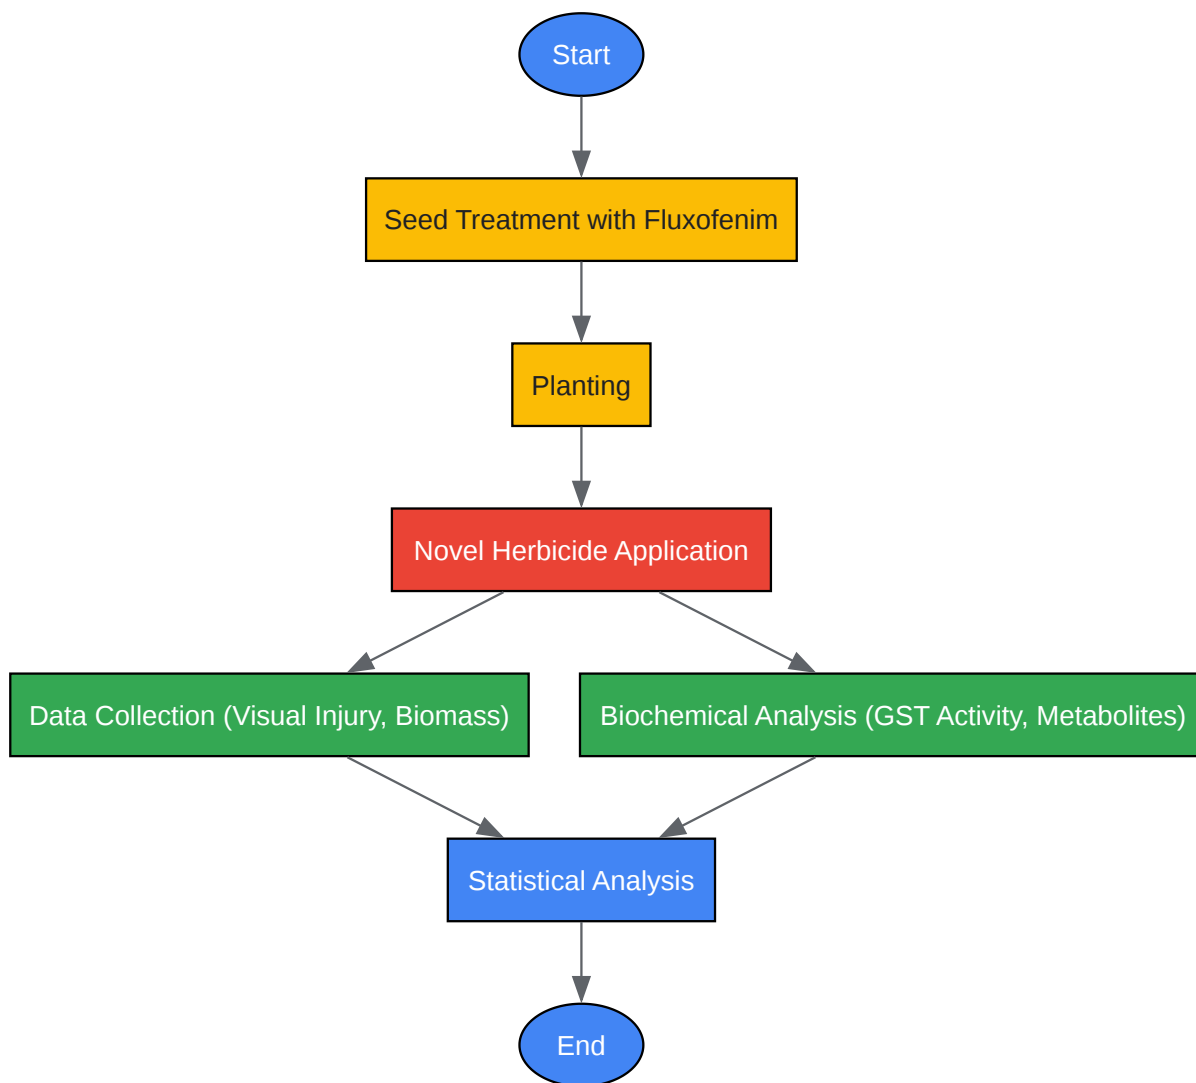 Start
Seed Treatment with Fluxofenim
Planting
Novel Herbicide Application
Data Collection (Visual Injury, Biomass)
Biochemical Analysis (GST Activity, Metabolites)
Statistical Analysis
End